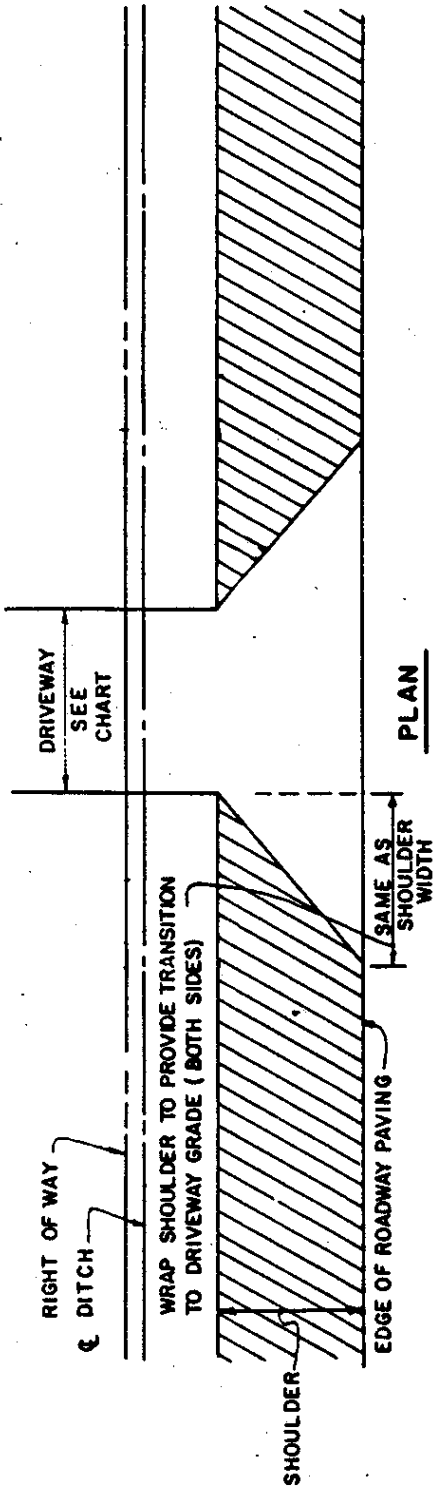 RIGHT OF WAY
℄ DITCH
WRAP SHOULDER TO PROVIDE TRANSITION
TO DRIVEWAY GRADE (BOTH SIDES)
SHOULDER
EDGE OF ROADWAY PAVING
DRIVEWAY
SEE
CHART
SAME AS
SHOULDER
WIDTH
PLAN